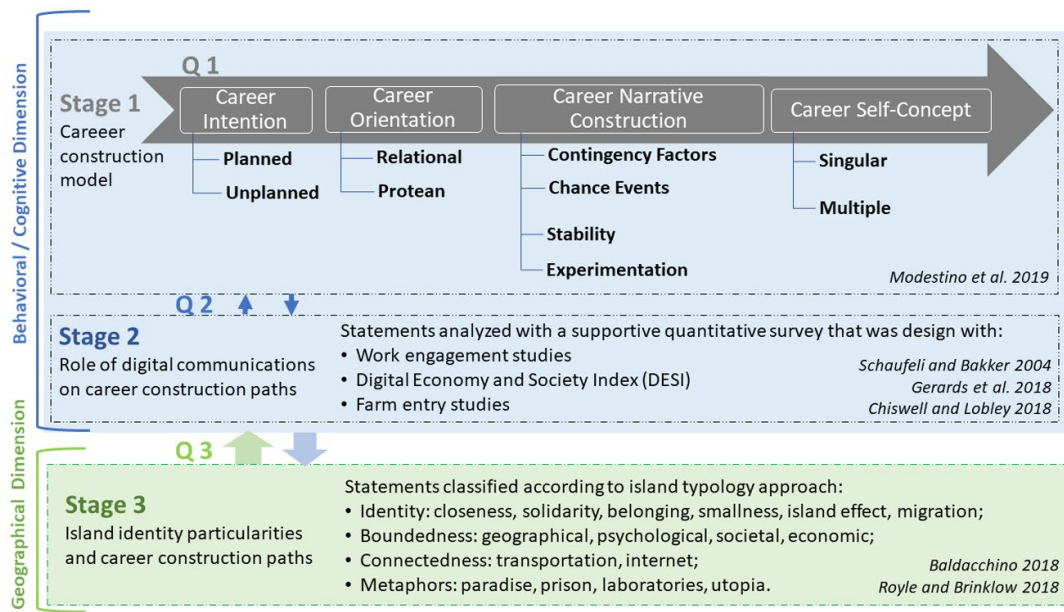 Behavioral / Cognitive Dimension
Q 1
Stage 1
Careeer
construction
model
Career
Intention
Planned
Unplanned
Career
Orientation
Relational
Protean
Career Narrative
Construction
Contingency Factors
Chance Events
Stability
Experimentation
Career Self-Concept
Singular
Multiple
Modestino et al. 2019
Q 2
Stage 2
Role of digital communications
on career construction paths
Statements analyzed with a supportive quantitative survey that was design with:
• Work engagement studies
• Digital Economy and Society Index (DESI)
• Farm entry studies
Schaufeli and Bakker 2004
Gerards et al. 2018
Chiswell and Lobley 2018
Geographical Dimension
Q 3
Stage 3
Island identity particularities
and career construction paths
Statements classified according to island typology approach:
• Identity: closeness, solidarity, belonging, smallness, island effect, migration;
• Boundedness: geographical, psychological, societal, economic;
• Connectedness: transportation, internet;
• Metaphors: paradise, prison, laboratories, utopia.
Baldacchino 2018
Royle and Brinklow 2018